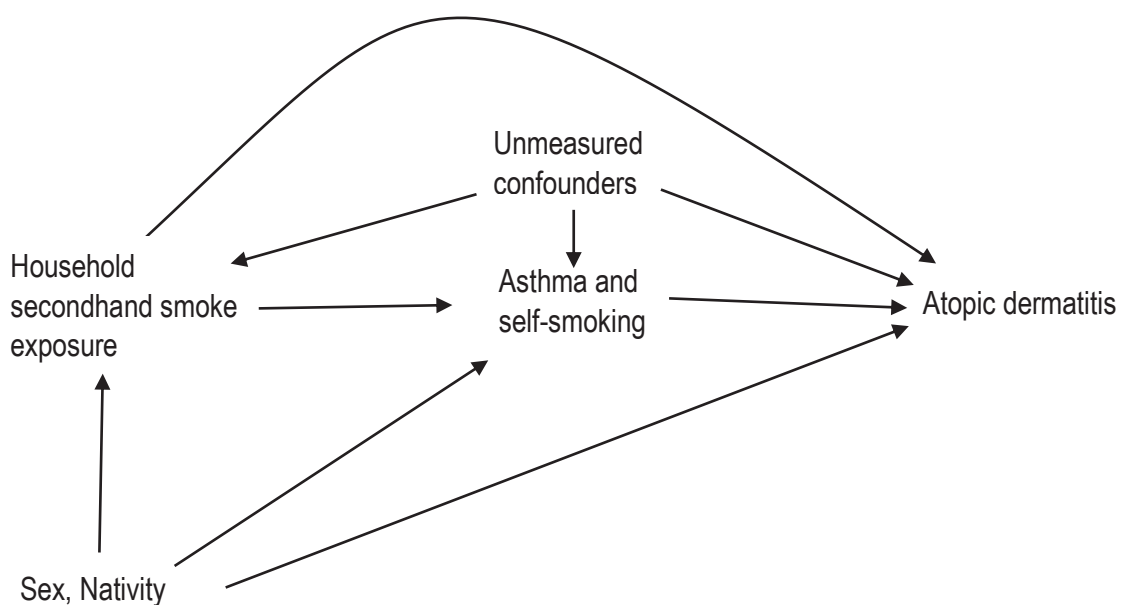 Unmeasured
confounders
Household
secondhand smoke
exposure
Asthma and
self-smoking
Atopic dermatitis
Sex, Nativity